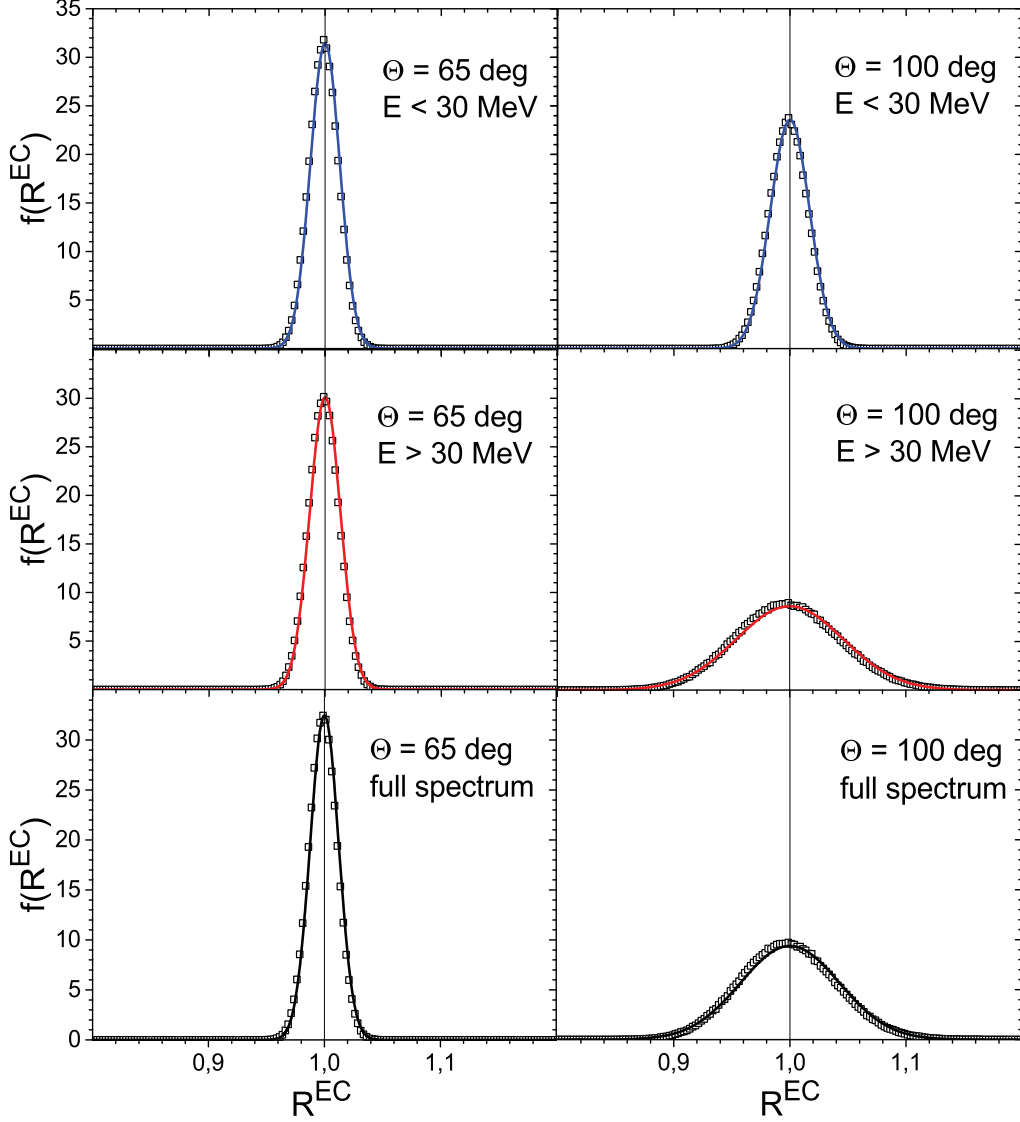 35
30
25
20
15
10
5
f(R^EC)
Θ = 65 deg
E < 30 MeV
Θ = 100 deg
E < 30 MeV
30
25
20
15
10
5
f(R^EC)
Θ = 65 deg
E > 30 MeV
Θ = 100 deg
E > 30 MeV
30
25
20
15
10
5
0
f(R^EC)
Θ = 65 deg
full spectrum
Θ = 100 deg
full spectrum
0,9 1,0 1,1 0,9 1,0 1,1
R^EC R^EC